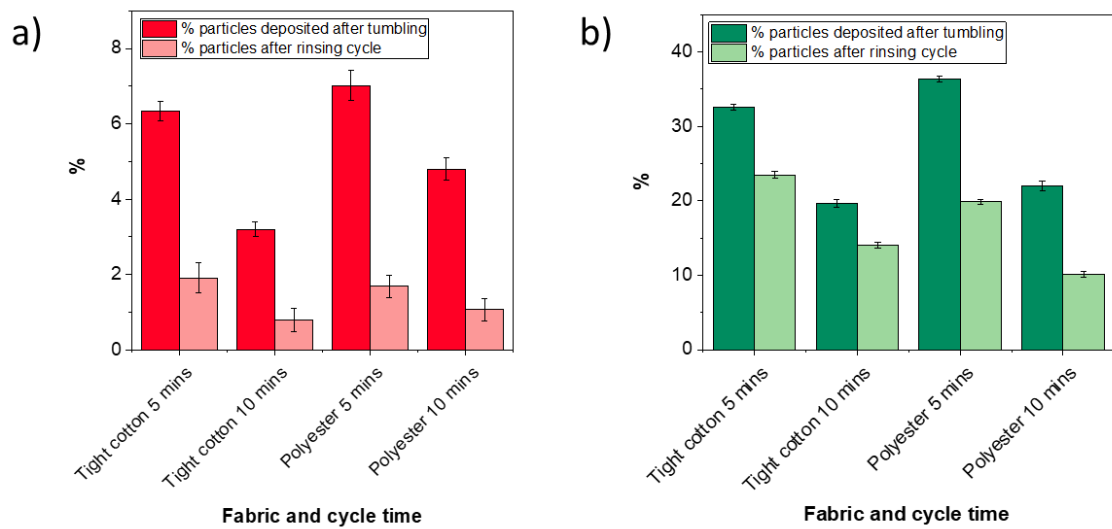 a)
% particles deposited after tumbling
% particles after rinsing cycle
8
6
4
2
0
%
Tight cotton 5 mins
Tight cotton 10 mins
Polyester 5 mins
Polyester 10 mins
Fabric and cycle time
b)
% particles deposited after tumbling
% particles after rinsing cycle
40
30
20
10
0
%
Tight cotton 5 mins
Tight cotton 10 mins
Polyester 5 mins
Polyester 10 mins
Fabric and cycle time